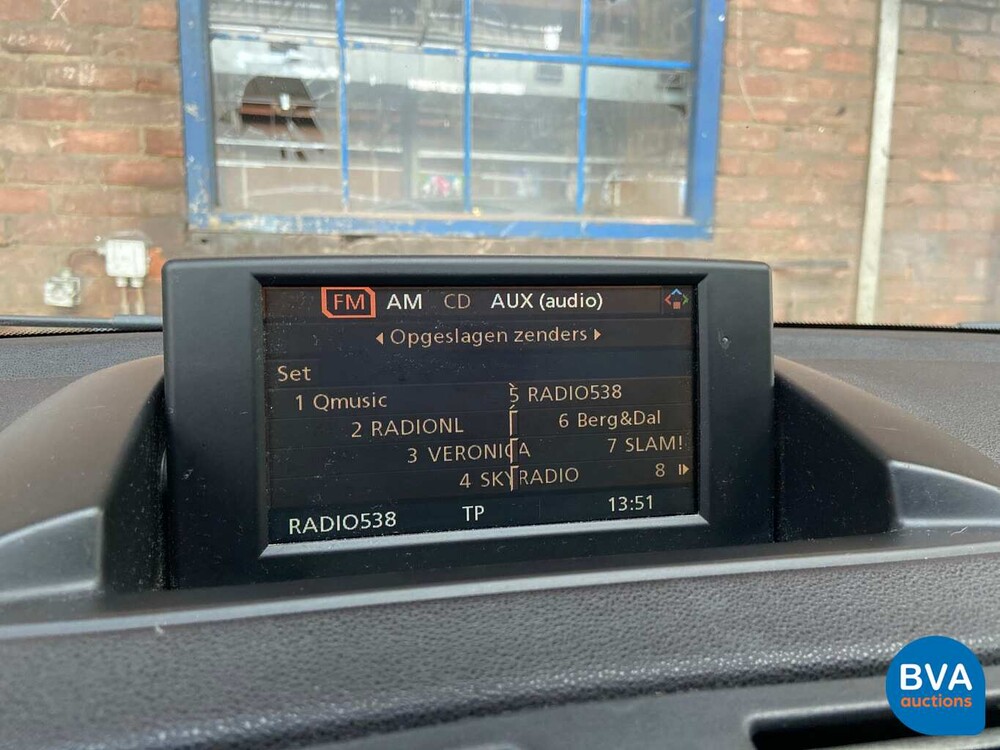 FM AM CD AUX (audio)
Opgeslagen zenders
Set
1 Qmusic
2 RADIONL
3 VERONICA
4 SKYRADIO
5 RADIO538
6 Berg&Dal
7 SLAM!
8
RADIO538 TP 13:51
BVA
auctions